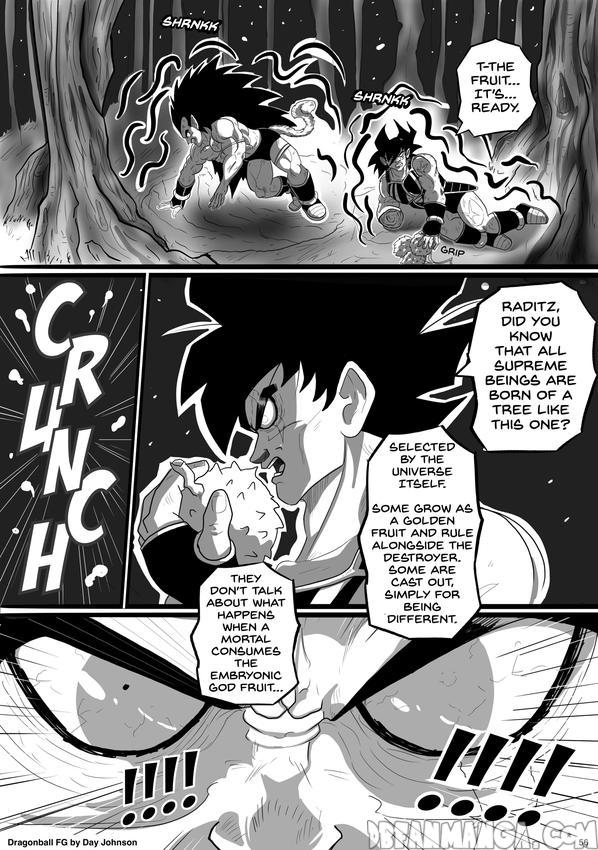 SHRNKK
SHRNKK
T-THE
FRUIT...
IT'S...
READY.
GRIP
CRUNCH
RADITZ,
DID YOU
KNOW
THAT ALL
SUPREME
BEINGS ARE
BORN OF A
TREE LIKE
THIS ONE?
SELECTED
BY THE
UNIVERSE
ITSELF.
SOME GROW AS
A GOLDEN
FRUIT AND RULE
ALONGSIDE THE
DESTROYER.
SOME ARE
CAST OUT,
SIMPLY FOR
BEING
DIFFERENT.
THEY
DON'T TALK
ABOUT WHAT
HAPPENS
WHEN A
MORTAL
CONSUMES
THE
EMBRYONIC
GOD FRUIT...
!!!!
!!!!
Dragonball FG by Day Johnson
DBFANMANGA.COM